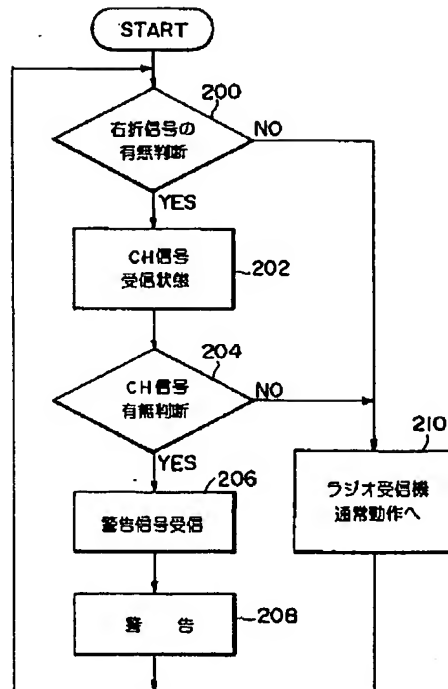 START
200
右折信号の
有無判断
NO
YES
CH信号
受信状態
202
204
CH信号
有無判断
NO
YES
206
警告信号受信
208
警 告
210
ラジオ受信機
通常動作へ